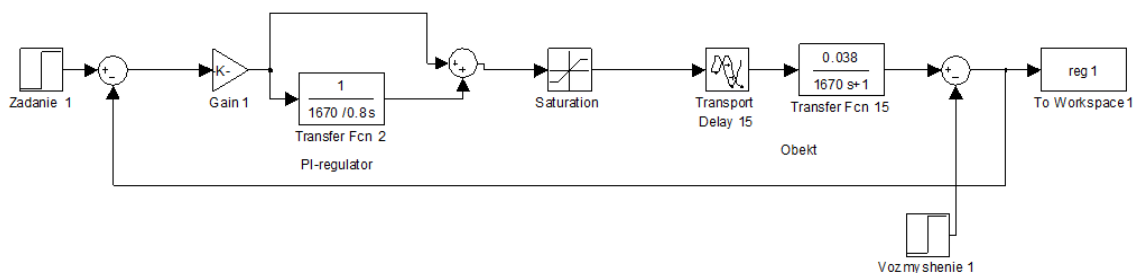 Zadanie 1
+
−
-K-
Gain 1
1
1670 /0.8s
Transfer Fcn 2
PI-regulator
+
+
Saturation
Transport
Delay 15
0.038
1670 s+1
Transfer Fcn 15
Obekt
+
−
reg 1
To Workspace 1
Vozmyshenie 1